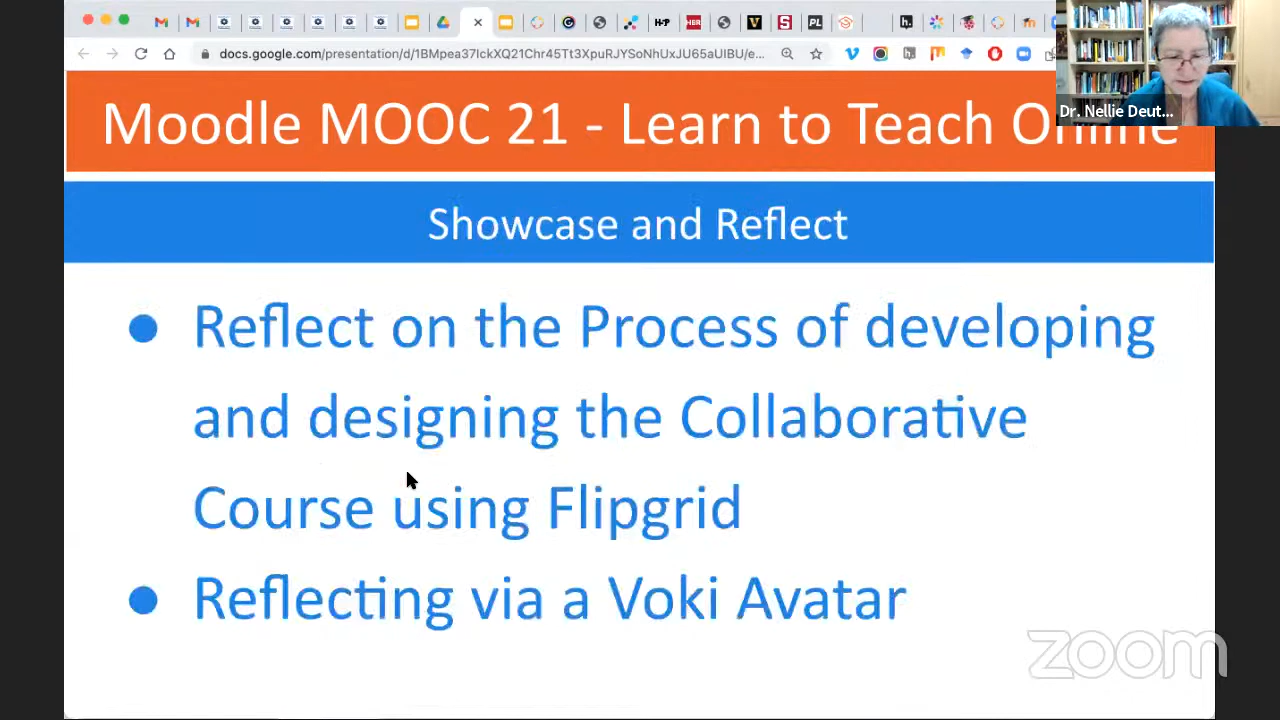 docs.google.com/presentation/d/1BMpea37IckXQ21Chr45Tt3XpuRJYSoNhUxJU65aUIBU/e...
Dr. Nellie Deut...
Moodle MOOC 21 - Learn to Teach Online
Showcase and Reflect
● Reflect on the Process of developing
and designing the Collaborative
Course using Flipgrid
● Reflecting via a Voki Avatar
zoom